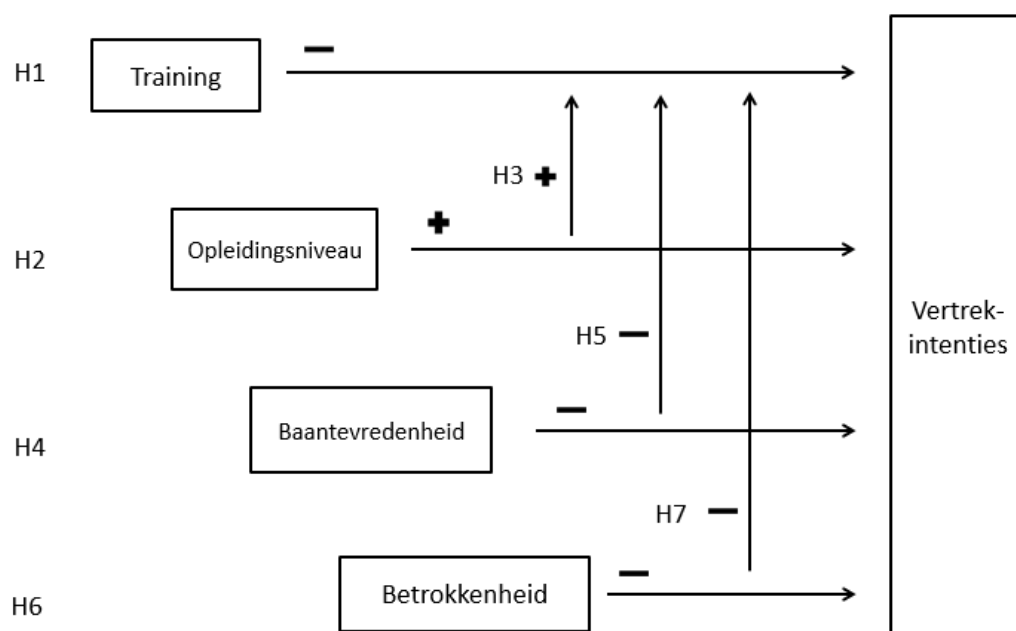 H1
Training
H3
H2
Opleidingsniveau
Vertrek-
intenties
H5
H4
Baantevredenheid
H7
H6
Betrokkenheid